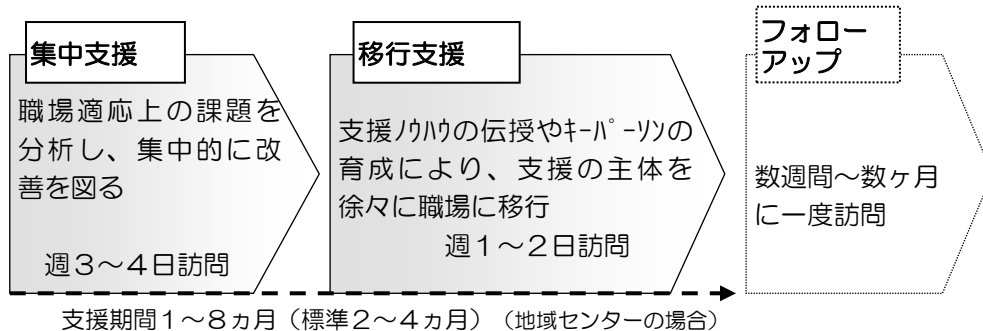 集中支援
職場適応上の課題を
分析し、集中的に改
善を図る
週3～4日訪問
移行支援
支援ﾉｳﾊｳの伝授やｷｰﾊﾟｰｿﾝの
育成により、支援の主体を
徐々に職場に移行
週1～2日訪問
フォロー
アップ
数週間～数ヶ月
に一度訪問
支援期間1～8ヵ月（標準2～4ヵ月）（地域センターの場合）